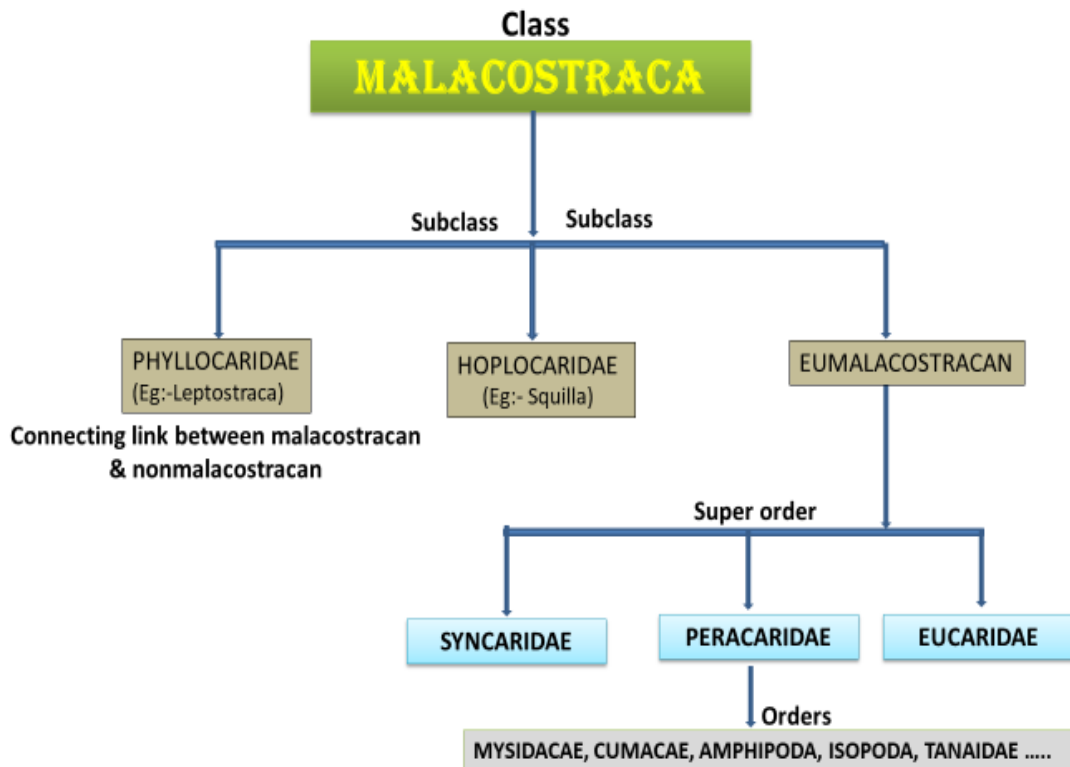 Class
MALACOSTRACA
Subclass
Subclass
PHYLLOCARIDAE
(Eg:-Leptostraca)
HOPLOCARIDAE
(Eg:- Squilla)
EUMALACOSTRACAN
Connecting link between malacostracan
& nonmalacostracan
Super order
SYNCARIDAE
PERACARIDAE
EUCARIDAE
Orders
MYSIDACAE, CUMACAE, AMPHIPODA, ISOPODA, TANAIDAE .....